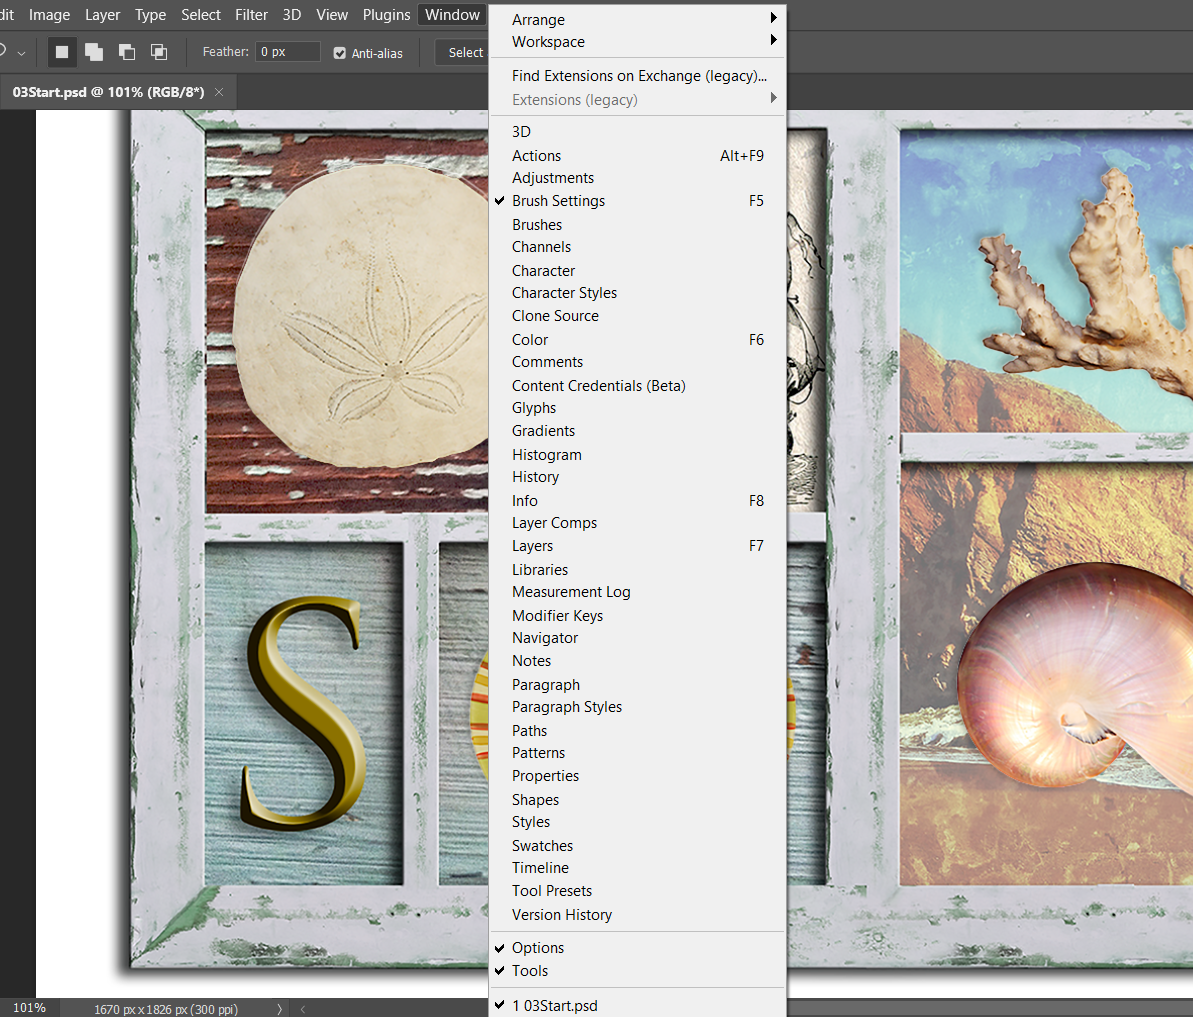 dit Image Layer Type Select Filter 3D View Plugins Window
Feather: 0 px Anti-alias Select
03Start.psd @ 101% (RGB/8*) ×
Arrange
Workspace
Find Extensions on Exchange (legacy)...
Extensions (legacy)
3D
Actions Alt+F9
Adjustments
Brush Settings F5
Brushes
Channels
Character
Character Styles
Clone Source
Color F6
Comments
Content Credentials (Beta)
Glyphs
Gradients
Histogram
History
Info F8
Layer Comps
Layers F7
Libraries
Measurement Log
Modifier Keys
Navigator
Notes
Paragraph
Paragraph Styles
Paths
Patterns
Properties
Shapes
Styles
Swatches
Timeline
Tool Presets
Version History
Options
Tools
1 03Start.psd
S
101% 1670 px x 1826 px (300 ppi)